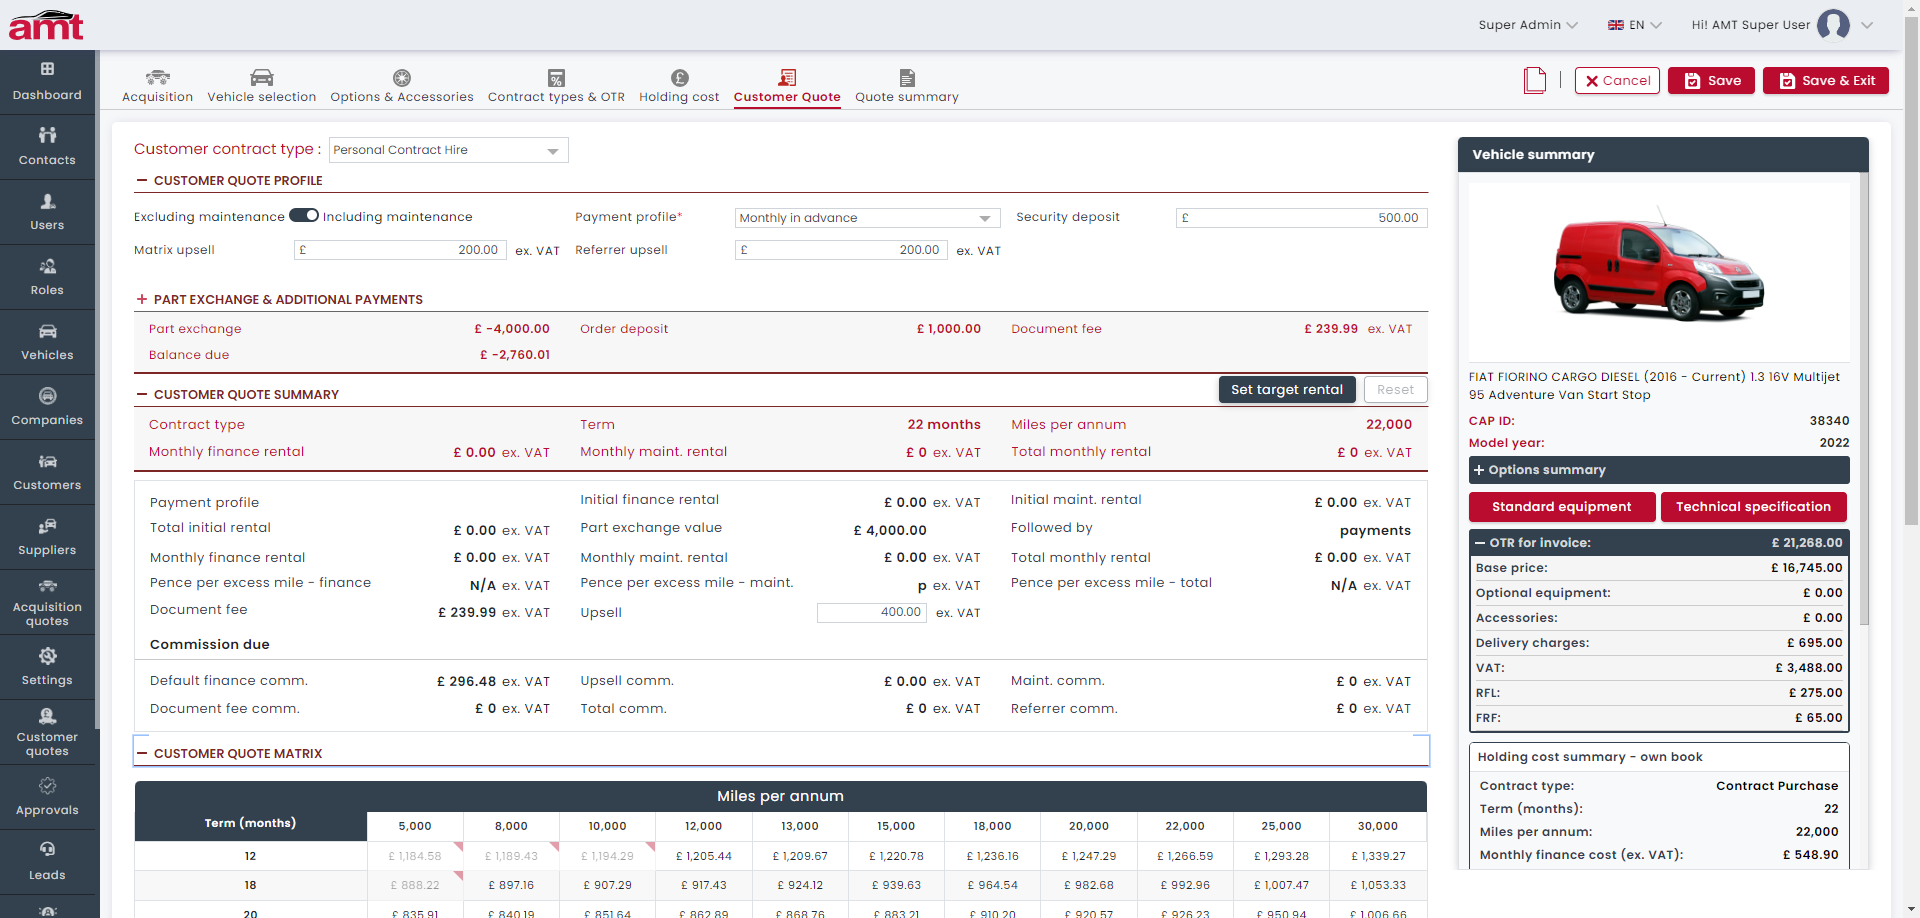 amt
Super Admin EN Hi! AMT Super User
Dashboard
Contacts
Users
Roles
Vehicles
Companies
Customers
Suppliers
Acquisition
quotes
Settings
Customer
quotes
Approvals
Leads
Acquisition Vehicle selection Options & Accessories Contract types & OTR Holding cost Customer Quote Quote summary
Cancel Save Save & Exit
Customer contract type : Personal Contract Hire
CUSTOMER QUOTE PROFILE
Excluding maintenance Including maintenance Payment profile* Monthly in advance Security deposit £ 500.00
Matrix upsell £ 200.00 ex. VAT Referrer upsell £ 200.00 ex. VAT
PART EXCHANGE & ADDITIONAL PAYMENTS
Part exchange £ -4,000.00 Order deposit £ 1,000.00 Document fee £ 239.99 ex. VAT
Balance due £ -2,760.01
CUSTOMER QUOTE SUMMARY Set target rental Reset
Contract type Term 22 months Miles per annum 22,000
Monthly finance rental £ 0.00 ex. VAT Monthly maint. rental £ 0 ex. VAT Total monthly rental £ 0 ex. VAT
Payment profile Initial finance rental £ 0.00 ex. VAT Initial maint. rental £ 0.00 ex. VAT
Total initial rental £ 0.00 ex. VAT Part exchange value £ 4,000.00 Followed by payments
Monthly finance rental £ 0.00 ex. VAT Monthly maint. rental £ 0.00 ex. VAT Total monthly rental £ 0.00 ex. VAT
Pence per excess mile - finance N/A ex. VAT Pence per excess mile - maint. p ex. VAT Pence per excess mile - total N/A ex. VAT
Document fee £ 239.99 ex. VAT Upsell 400.00 ex. VAT
Commission due
Default finance comm. £ 296.48 ex. VAT Upsell comm. £ 0.00 ex. VAT Maint. comm. £ 0 ex. VAT
Document fee comm. £ 0 ex. VAT Total comm. £ 0 ex. VAT Referrer comm. £ 0 ex. VAT
CUSTOMER QUOTE MATRIX
Miles per annum
Term (months) 5,000 8,000 10,000 12,000 13,000 15,000 18,000 20,000 22,000 25,000 30,000
12 £ 1,184.58 £ 1,189.43 £ 1,194.29 £ 1,205.44 £ 1,209.67 £ 1,220.78 £ 1,236.16 £ 1,247.29 £ 1,266.59 £ 1,293.28 £ 1,339.27
18 £ 888.22 £ 897.16 £ 907.29 £ 917.43 £ 924.12 £ 939.63 £ 964.54 £ 982.68 £ 992.96 £ 1,007.47 £ 1,053.33
20 £ 835.91 £ 840.19 £ 851.64 £ 862.89 £ 868.76 £ 883.21 £ 910.20 £ 920.57 £ 926.23 £ 950.94 £ 1,006.66
Vehicle summary
FIAT FIORINO CARGO DIESEL (2016 - Current) 1.3 16V Multijet
95 Adventure Van Start Stop
CAP ID: 38340
Model year: 2022
Options summary
Standard equipment Technical specification
OTR for invoice: £ 21,268.00
Base price: £ 16,745.00
Optional equipment: £ 0.00
Accessories: £ 0.00
Delivery charges: £ 695.00
VAT: £ 3,488.00
RFL: £ 275.00
FRF: £ 65.00
Holding cost summary - own book
Contract type: Contract Purchase
Term (months): 22
Miles per annum: 22,000
Monthly finance cost (ex. VAT): £ 548.90